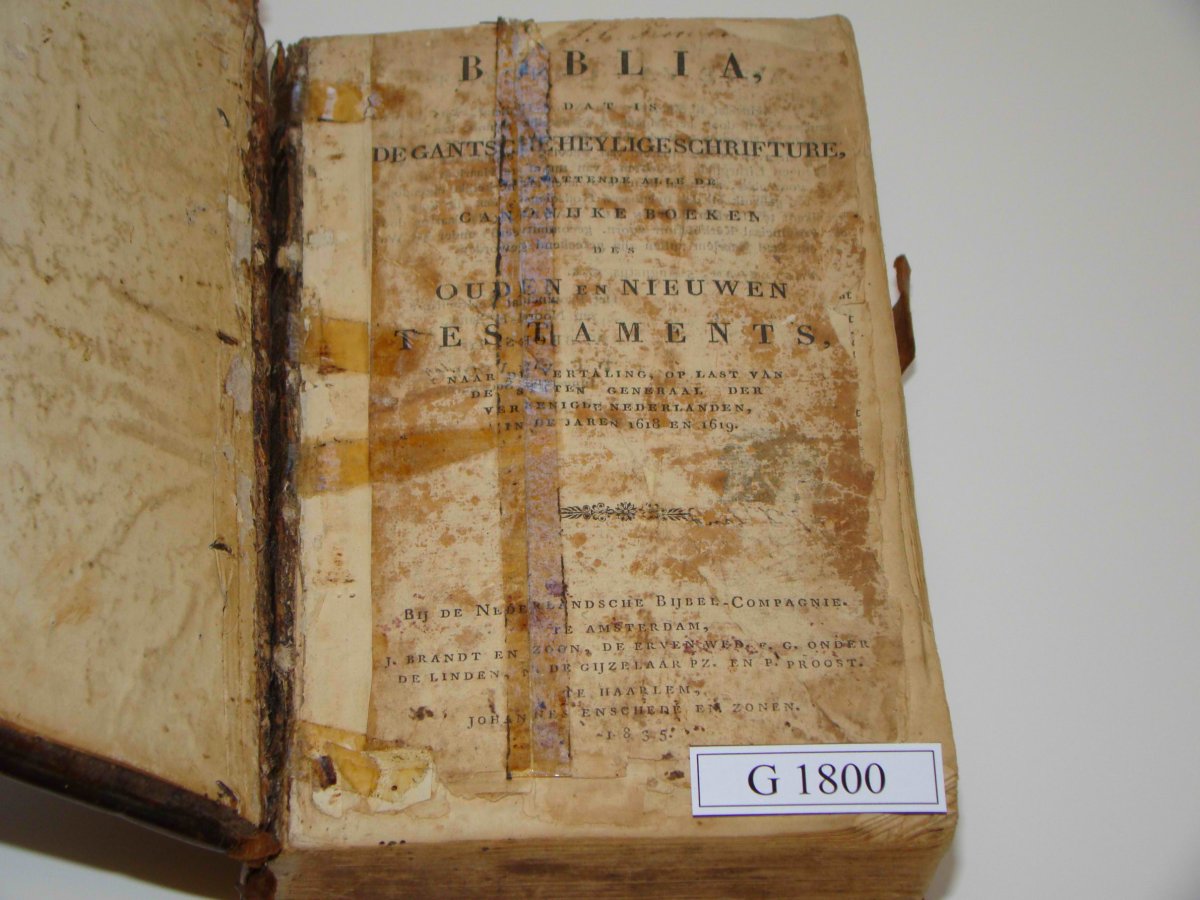 BIBLIA,
DAT IS
DE GANTSCHE HEYLIGE SCHRIFTURE,
BEVATTENDE ALLE DE
CANONIJKE BOEKEN
DES
OUDEN EN NIEUWEN
TESTAMENTS,
NAAR DE VERTALING, OP LAST VAN
DE STATEN GENERAAL DER
VEREENIGDE NEDERLANDEN,
IN DE JAREN 1618 EN 1619.
BIJ DE NEDERLANDSCHE BIJBEL-COMPAGNIE.
TE AMSTERDAM,
J. BRANDT EN ZOON, DE ERVEN WED. G. ONDER
DE LINDEN, DE GIJZELAAR PZ. EN P. PROOST.
TE HAARLEM,
JOHANNES ENSCHEDE EN ZONEN.
1835.
G 1800